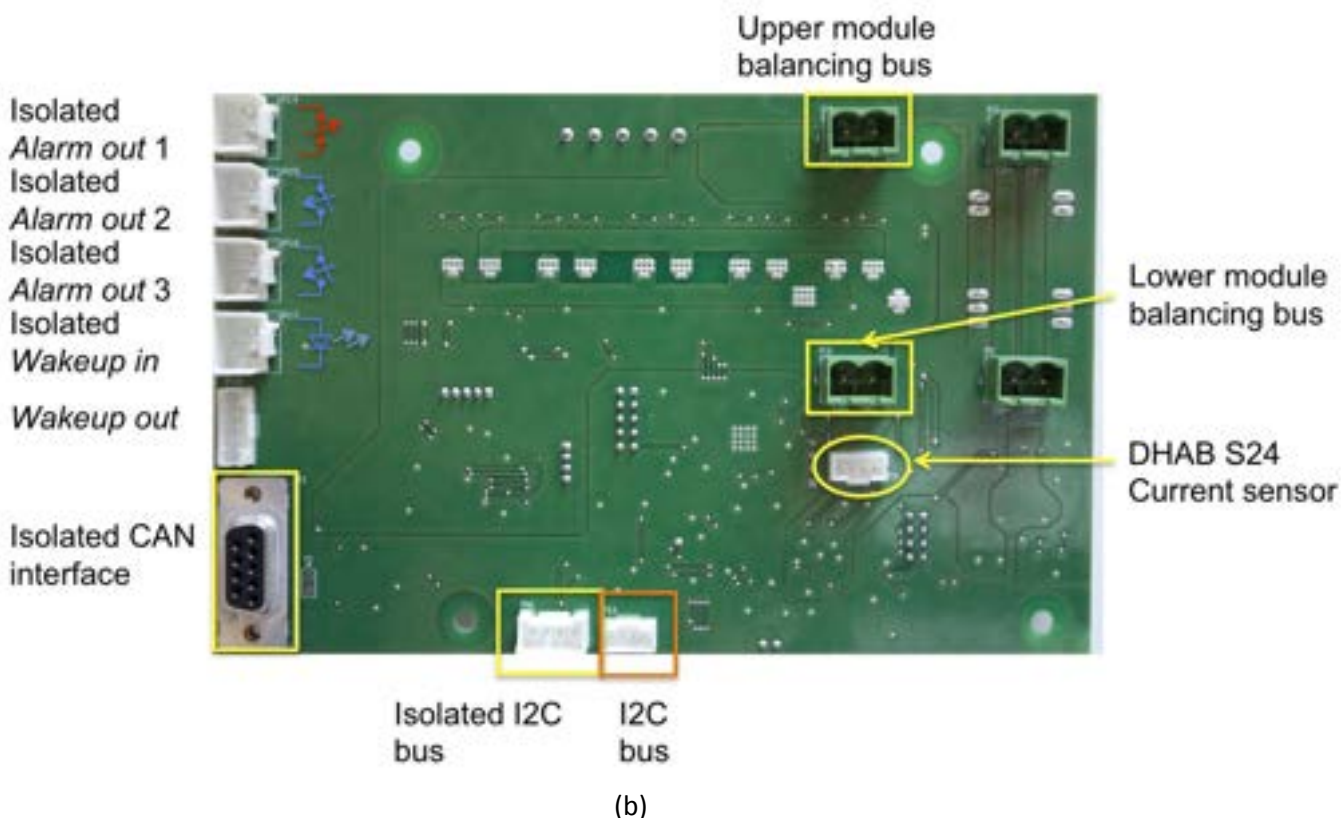 Upper module
balancing bus
Isolated
Alarm out 1
Isolated
Alarm out 2
Isolated
Alarm out 3
Isolated
Wakeup in
Wakeup out
Isolated CAN
interface
Lower module
balancing bus
DHAB S24
Current sensor
Isolated I2C
bus
I2C
bus
(b)